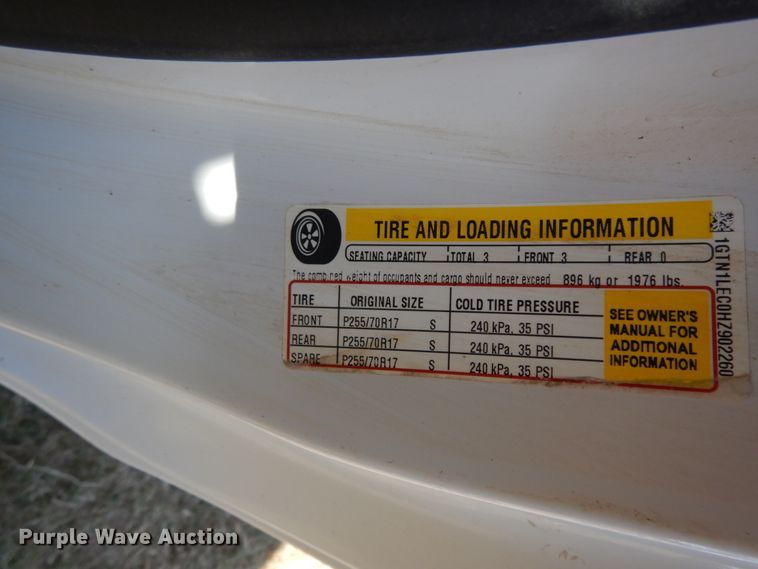 TIRE AND LOADING INFORMATION
SEATING CAPACITY TOTAL 3 FRONT 3 REAR 0
The combined weight of occupants and cargo should never exceed 896 kg or 1976 lbs.
TIRE ORIGINAL SIZE COLD TIRE PRESSURE
FRONT P255/70R17 S 240 kPa, 35 PSI
REAR P255/70R17 S 240 kPa, 35 PSI
SPARE P255/70R17 S 240 kPa, 35 PSI
SEE OWNER'S
MANUAL FOR
ADDITIONAL
INFORMATION
1GTN1LEC0HZ902260
Purple Wave Auction®